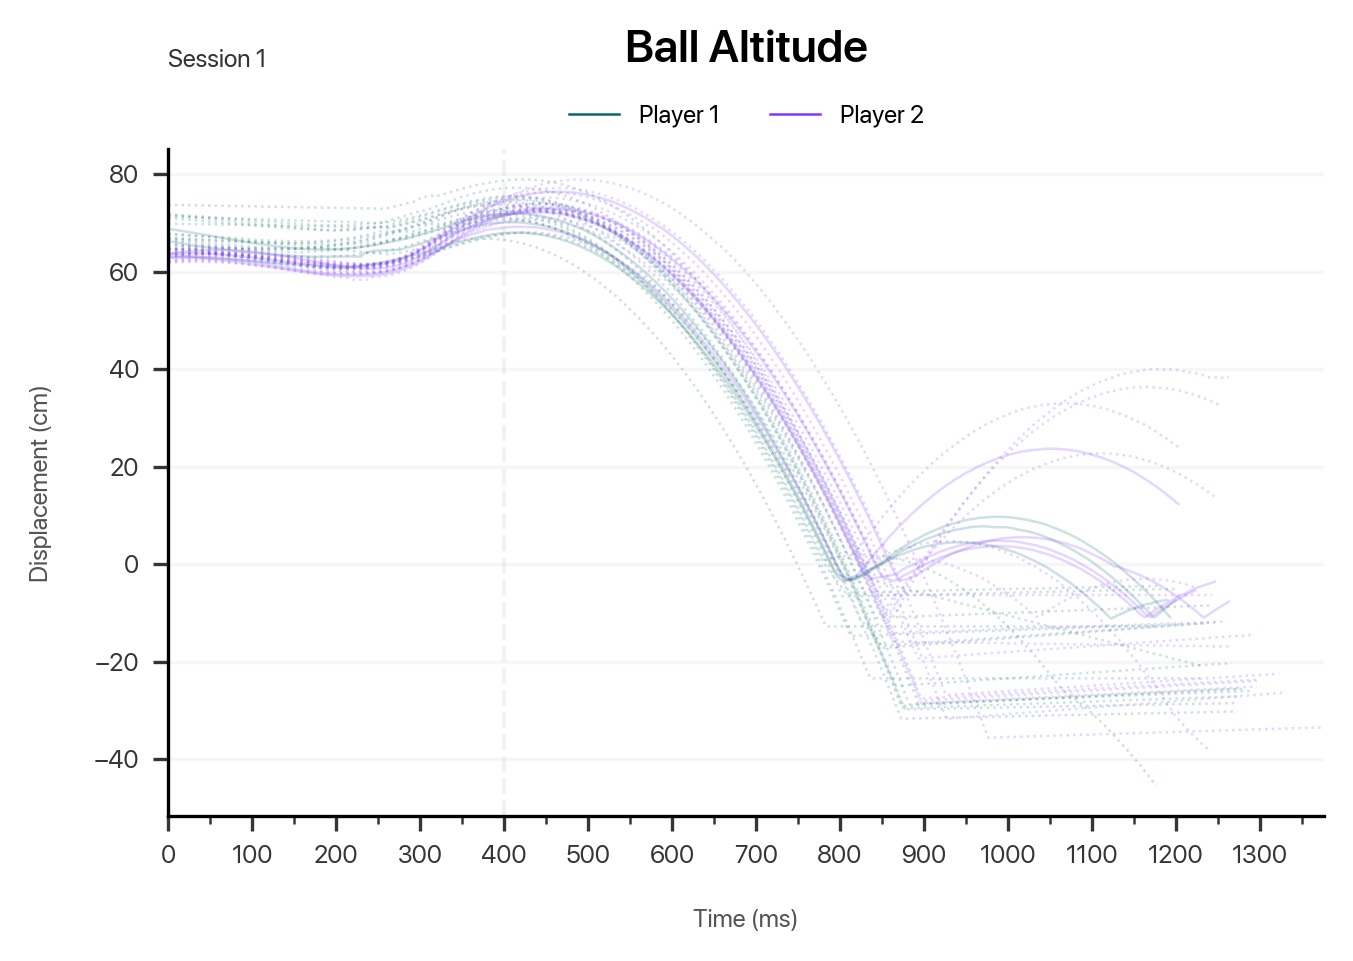 Session 1
Ball Altitude
Player 1
Player 2
80
60
40
20
0
−20
−40
Displacement (cm)
0 100 200 300 400 500 600 700 800 900 1000 1100 1200 1300
Time (ms)